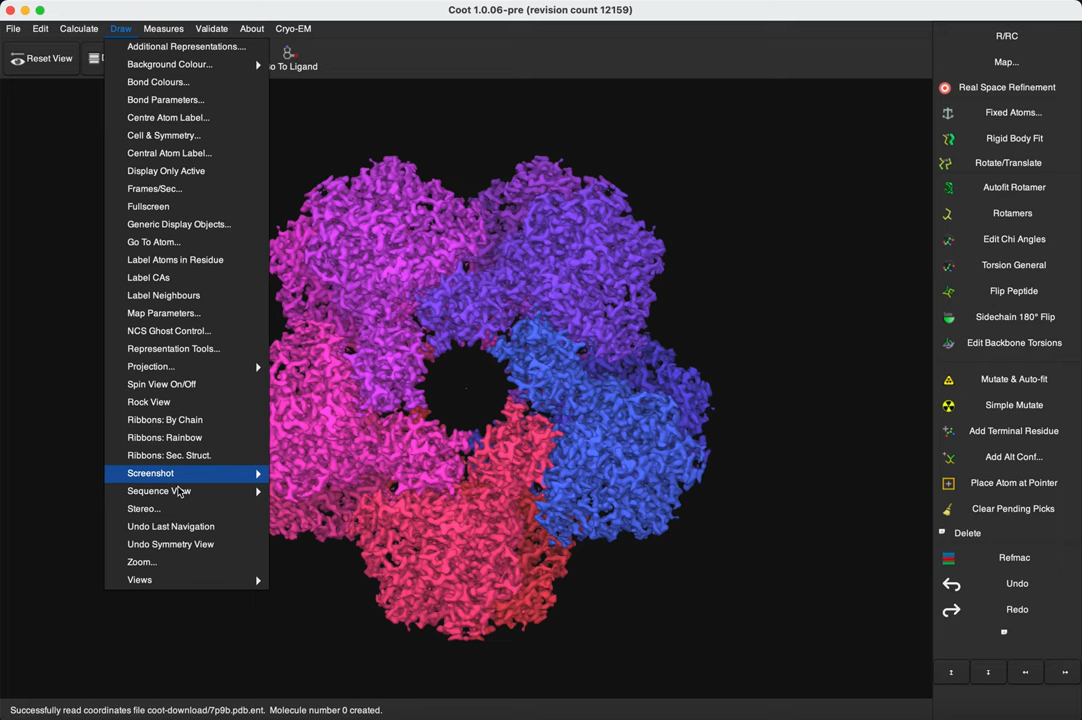 Coot 1.0.06-pre (revision count 12159)
File Edit Calculate Draw Measures Validate About Cryo-EM
Reset View
D
o To Ligand
Additional Representations...
Background Colour...
Bond Colours...
Bond Parameters...
Centre Atom Label...
Cell & Symmetry...
Central Atom Label...
Display Only Active
Frames/Sec...
Fullscreen
Generic Display Objects...
Go To Atom...
Label Atoms in Residue
Label CAs
Label Neighbours
Map Parameters...
NCS Ghost Control...
Representation Tools...
Projection...
Spin View On/Off
Rock View
Ribbons: By Chain
Ribbons: Rainbow
Ribbons: Sec. Struct.
Screenshot
Sequence View
Stereo...
Undo Last Navigation
Undo Symmetry View
Zoom...
Views
R/RC
Map...
Real Space Refinement
Fixed Atoms...
Rigid Body Fit
Rotate/Translate
Autofit Rotamer
Rotamers
Edit Chi Angles
Torsion General
Flip Peptide
Sidechain 180° Flip
Edit Backbone Torsions
Mutate & Auto-fit
Simple Mutate
Add Terminal Residue
Add Alt Conf...
Place Atom at Pointer
Clear Pending Picks
Delete
Refmac
Undo
Redo
Successfully read coordinates file coot-download/7p9b.pdb.ent. Molecule number 0 created.